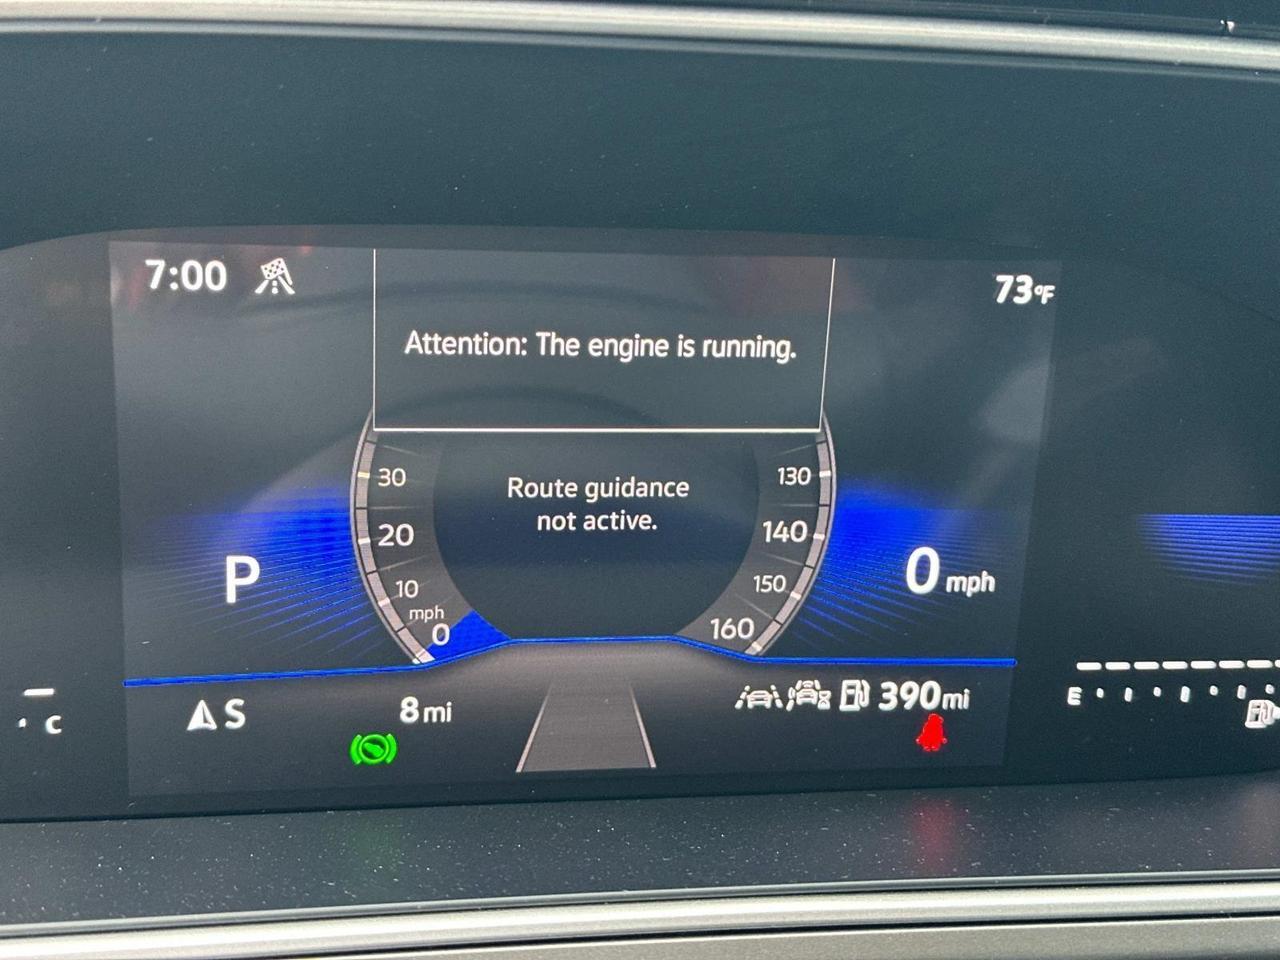 7:00
73°F
Attention: The engine is running.
30
20
10
mph
0
Route guidance
not active.
130
140
150
160
P
0 mph
S
8 mi
390 mi
C
E